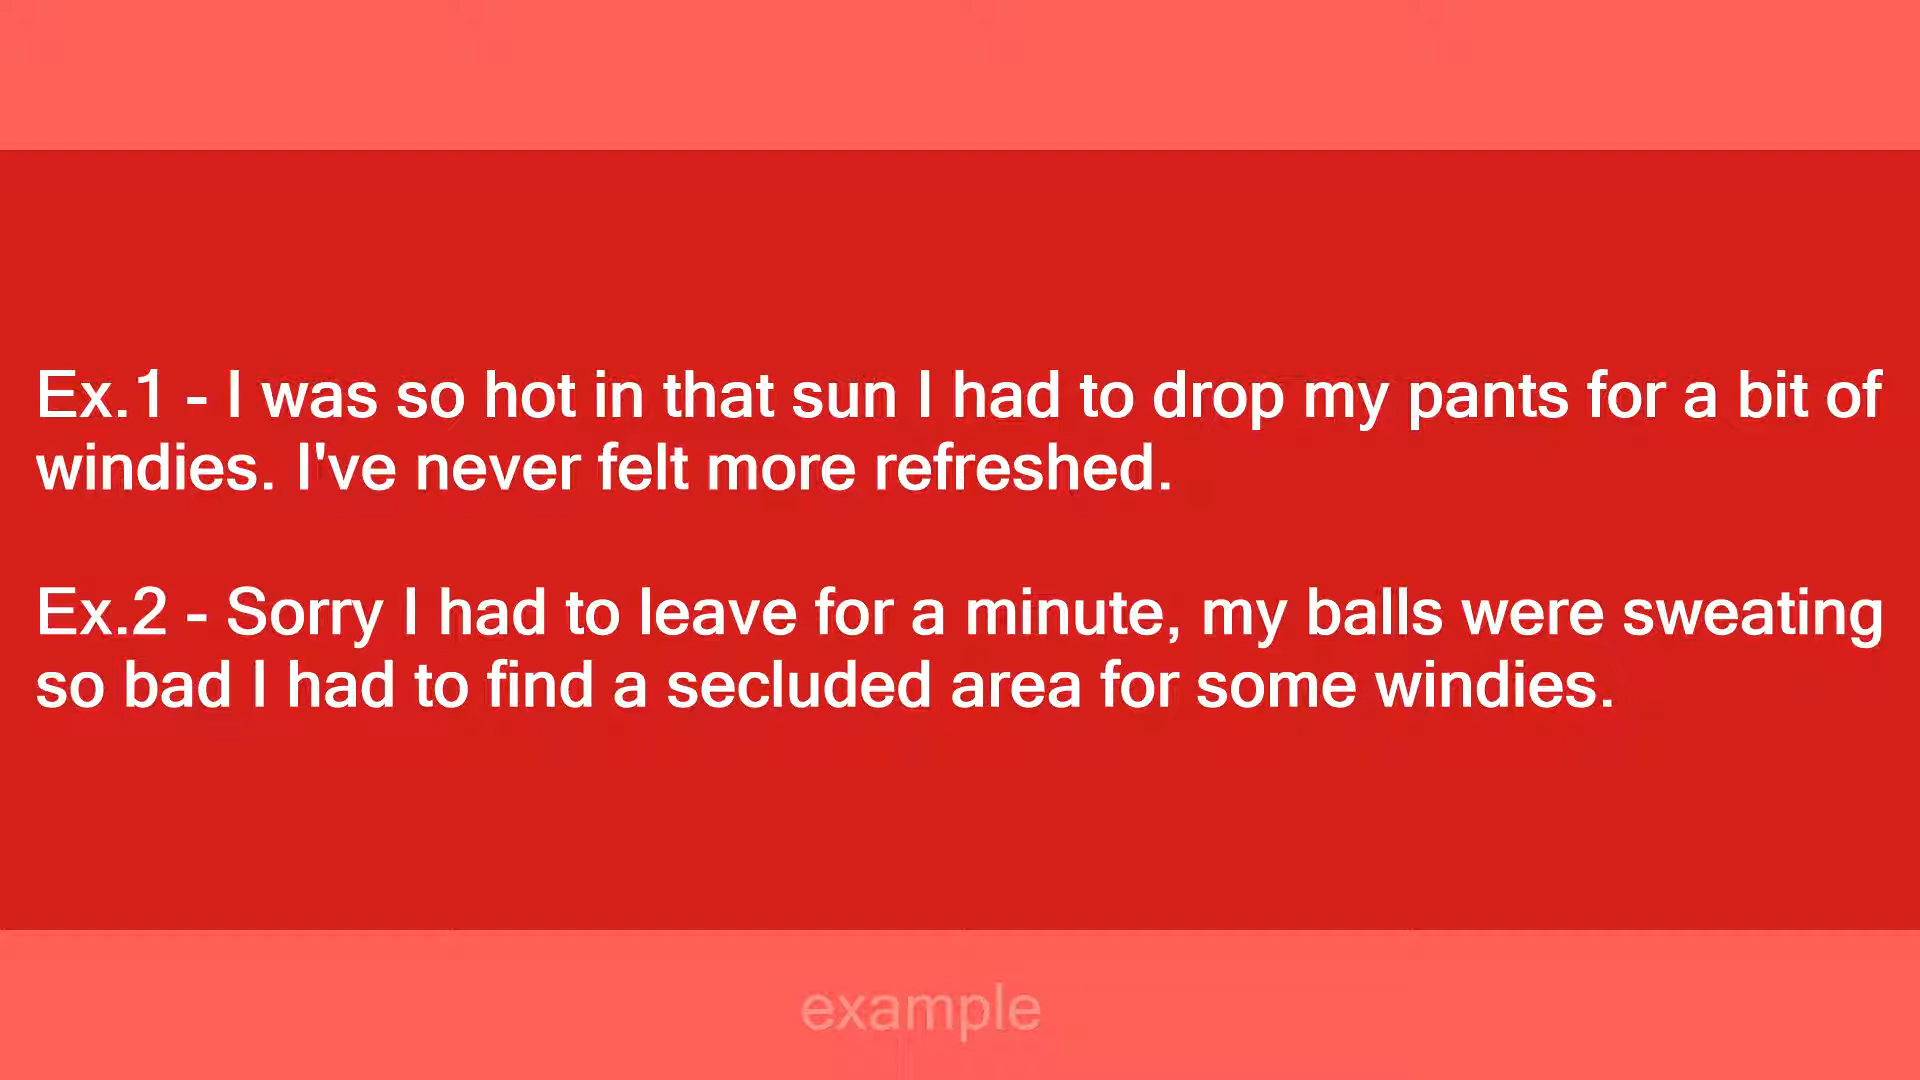 Ex.1 - I was so hot in that sun I had to drop my pants for a bit of
windies. I've never felt more refreshed.
Ex.2 - Sorry I had to leave for a minute, my balls were sweating
so bad I had to find a secluded area for some windies.
example